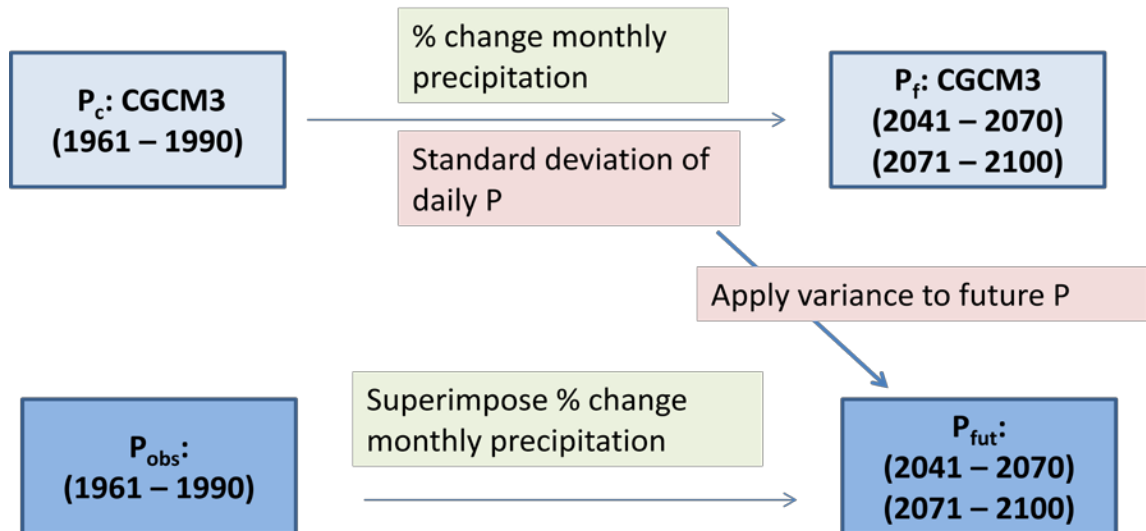 % change monthly
precipitation
Pc: CGCM3
(1961 – 1990)
Pf: CGCM3
(2041 – 2070)
(2071 – 2100)
Standard deviation of
daily P
Apply variance to future P
Superimpose % change
monthly precipitation
Pobs:
(1961 – 1990)
Pfut:
(2041 – 2070)
(2071 – 2100)